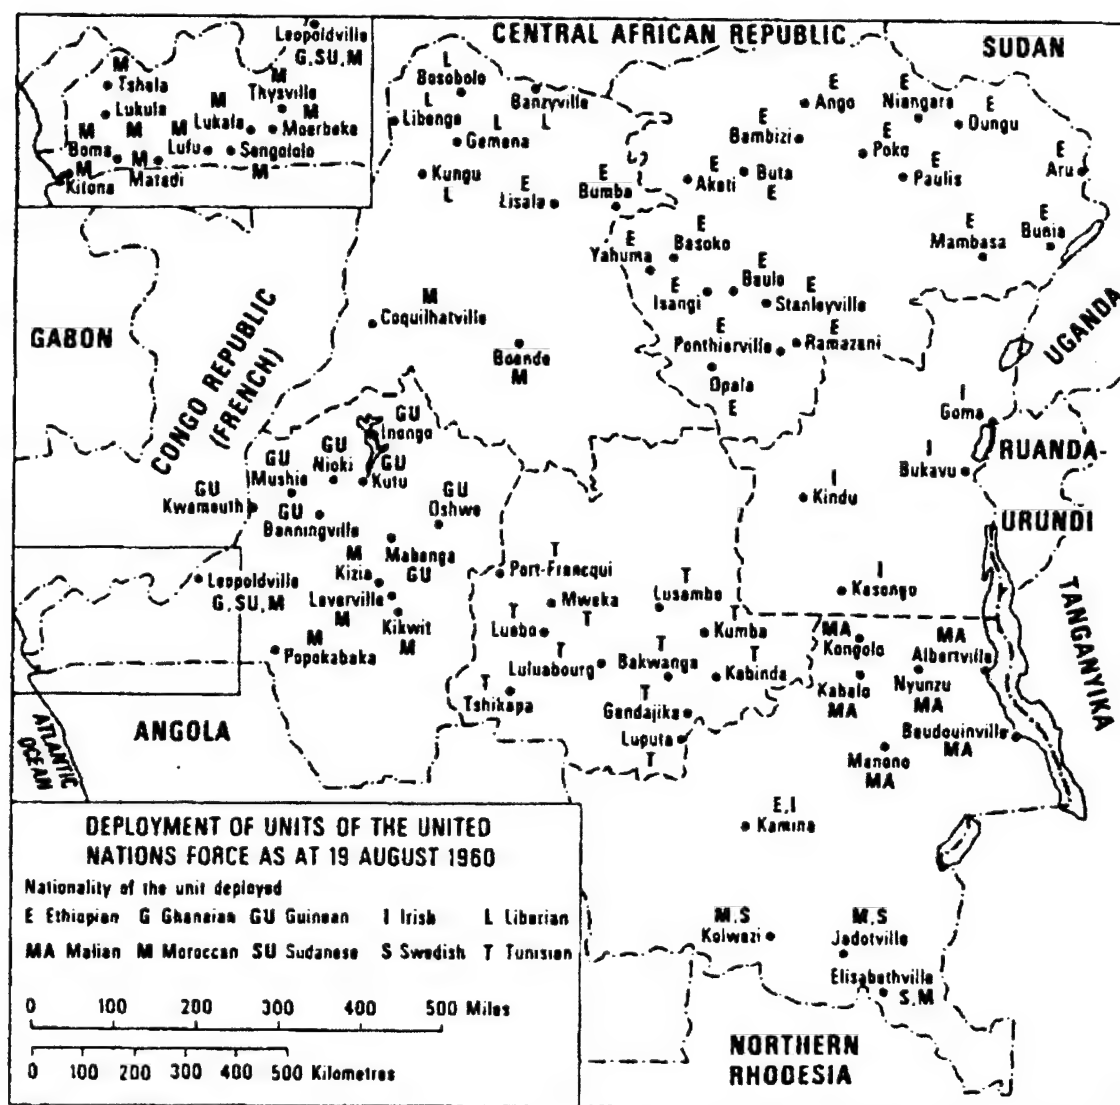 Leopoldville
G,SU,M
M
Tshela
M
Thysville
Lukula
M
Lukala
M
Moerbeke
M
Boma
M
M
Lufu
Songololo
M
Kitona
Matadi
M
CENTRAL AFRICAN REPUBLIC
SUDAN
L
Bosobolo
Banzyville
L
Libenge
L
L
Gemena
Kungu
L
E
Lisala
E
Bumba
E
Ango
E
Niangara
E
Dungu
E
Bambizi
E
Poko
E
Aketi
Buta
E
E
Paulis
E
Aru
E
Yahuma
E
Basoko
E
Mambasa
E
Bunia
E
Isangi
E
Baulo
E
Stanleyville
E
Ponthierville
E
Ramazani
Opala
E
GABON
CONGO REPUBLIC
(FRENCH)
UGANDA
M
Coquilhatville
Boende
M
GU
Inongo
GU
Nioki
GU
Mushie
GU
Kutu
GU
Kwamouth
GU
Banningville
GU
Oshwe
Mabenga
GU
I
Goma
RUANDA-
URUNDI
I
Bukavu
I
Kindu
I
Kasongo
TANGANYIKA
Leopoldville
G,SU,M
M
Kizia
Leverville
M
Kikwit
M
M
Popokabaka
T
Port-Francqui
Mweka
T
T
Lusambo
T
Luebo
T
Kumba
T
Luluabourg
T
Bakwanga
T
Kabinda
T
Tshikapa
T
Gandajika
Luputa
T
MA
Kongolo
MA
Albertville
Kabalo
MA
Nyunzu
MA
Baudouinville
MA
Manono
MA
ANGOLA
ATLANTIC
OCEAN
E,I
Kamina
M,S
Kolwezi
M,S
Jadotville
Elisabethville
S,M
NORTHERN
RHODESIA
DEPLOYMENT OF UNITS OF THE UNITED
NATIONS FORCE AS AT 19 AUGUST 1960
Nationality of the unit deployed
E Ethiopian G Ghanaian GU Guinean I Irish L Liberian
MA Malian M Moroccan SU Sudanese S Swedish T Tunisian
0 100 200 300 400 500 Miles
0 100 200 300 400 500 Kilometres